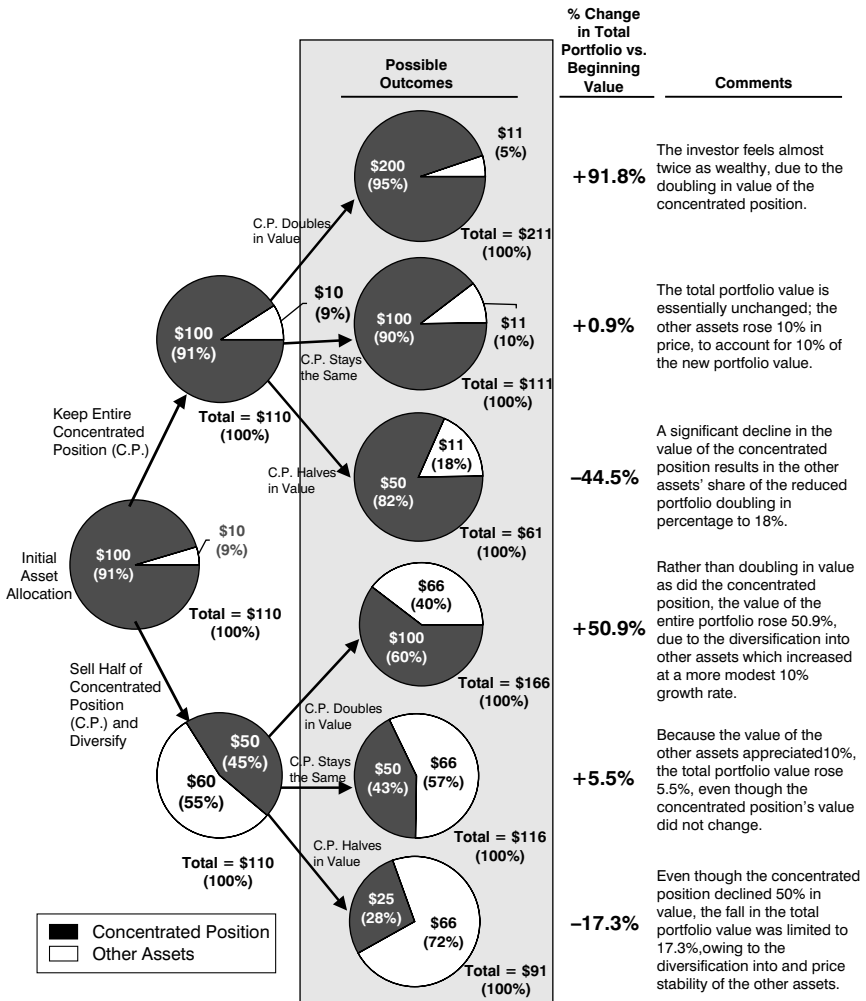 % Change
in Total
Portfolio vs.
Beginning
Value
Possible
Outcomes
Comments
$200
(95%)
$11
(5%)
Total = $211
(100%)
+91.8%
The investor feels almost
twice as wealthy, due to the
doubling in value of the
concentrated position.
C.P. Doubles
in Value
$100
(91%)
$10
(9%)
Total = $110
(100%)
C.P. Stays
the Same
$100
(90%)
$11
(10%)
Total = $111
(100%)
+0.9%
The total portfolio value is
essentially unchanged; the
other assets rose 10% in
price, to account for 10% of
the new portfolio value.
Keep Entire
Concentrated
Position (C.P.)
C.P. Halves
in Value
$50
(82%)
$11
(18%)
Total = $61
(100%)
–44.5%
A significant decline in the
value of the concentrated
position results in the other
assets' share of the reduced
portfolio doubling in
percentage to 18%.
Initial
Asset
Allocation
$100
(91%)
$10
(9%)
Total = $110
(100%)
Sell Half of
Concentrated
Position
(C.P.) and
Diversify
$50
(45%)
$60
(55%)
Total = $110
(100%)
C.P. Doubles
in Value
$66
(40%)
$100
(60%)
Total = $166
(100%)
+50.9%
Rather than doubling in value
as did the concentrated
position, the value of the
entire portfolio rose 50.9%,
due to the diversification into
other assets which increased
at a more modest 10%
growth rate.
C.P. Stays
the Same
$50
(43%)
$66
(57%)
Total = $116
(100%)
+5.5%
Because the value of the
other assets appreciated10%,
the total portfolio value rose
5.5%, even though the
concentrated position's value
did not change.
C.P. Halves
in Value
$25
(28%)
$66
(72%)
Total = $91
(100%)
–17.3%
Even though the concentrated
position declined 50% in
value, the fall in the total
portfolio value was limited to
17.3%,owing to the
diversification into and price
stability of the other assets.
Concentrated Position
Other Assets